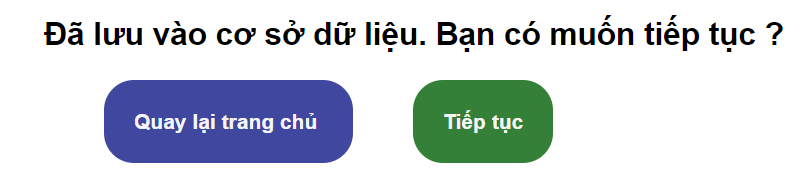 Đã lưu vào cơ sở dữ liệu. Bạn có muốn tiếp tục ?
Quay lại trang chủ
Tiếp tục